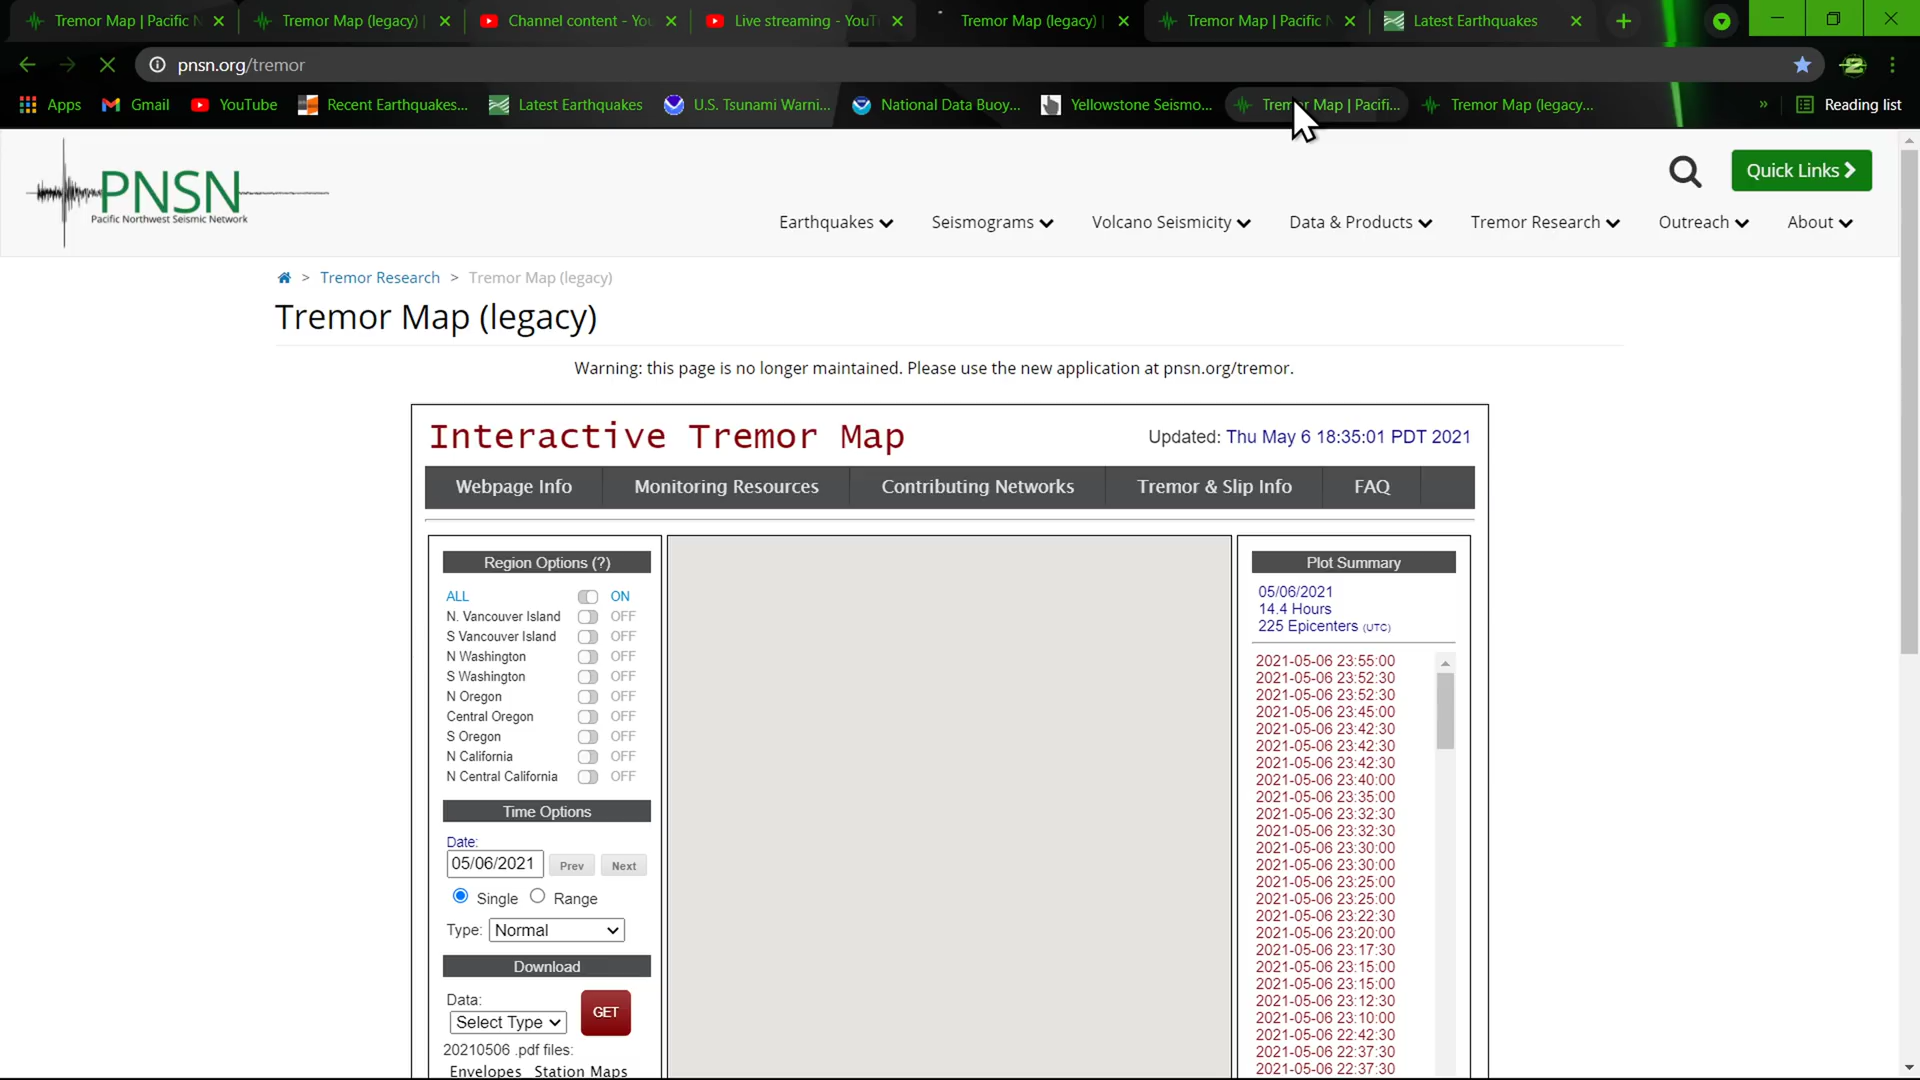 Tremor Map | Pacific N
Tremor Map (legacy) |
Channel content - You
Live streaming - YouT
Tremor Map (legacy) |
Tremor Map | Pacific N
Latest Earthquakes
pnsn.org/tremor
Apps
Gmail
YouTube
Recent Earthquakes...
Latest Earthquakes
U.S. Tsunami Warni...
National Data Buoy...
Yellowstone Seismo...
Tremor Map | Pacifi...
Tremor Map (legacy...
»
Reading list
PNSN
Pacific Northwest Seismic Network
Quick Links
Earthquakes
Seismograms
Volcano Seismicity
Data & Products
Tremor Research
Outreach
About
> Tremor Research > Tremor Map (legacy)
Tremor Map (legacy)
Warning: this page is no longer maintained. Please use the new application at pnsn.org/tremor.
Interactive Tremor Map
Updated: Thu May 6 18:35:01 PDT 2021
Webpage Info
Monitoring Resources
Contributing Networks
Tremor & Slip Info
FAQ
Region Options (?)
ALL ON
N. Vancouver Island OFF
S Vancouver Island OFF
N Washington OFF
S Washington OFF
N Oregon OFF
Central Oregon OFF
S Oregon OFF
N California OFF
N Central California OFF
Time Options
Date:
05/06/2021 Prev Next
Single Range
Type: Normal
Download
Data:
Select Type
GET
20210506 .pdf files:
Envelopes Station Maps
Plot Summary
05/06/2021
14.4 Hours
225 Epicenters (UTC)
2021-05-06 23:55:00
2021-05-06 23:52:30
2021-05-06 23:52:30
2021-05-06 23:45:00
2021-05-06 23:42:30
2021-05-06 23:42:30
2021-05-06 23:42:30
2021-05-06 23:40:00
2021-05-06 23:35:00
2021-05-06 23:32:30
2021-05-06 23:32:30
2021-05-06 23:30:00
2021-05-06 23:30:00
2021-05-06 23:25:00
2021-05-06 23:25:00
2021-05-06 23:22:30
2021-05-06 23:20:00
2021-05-06 23:17:30
2021-05-06 23:15:00
2021-05-06 23:15:00
2021-05-06 23:12:30
2021-05-06 23:10:00
2021-05-06 22:42:30
2021-05-06 22:37:30
2021-05-06 22:37:30